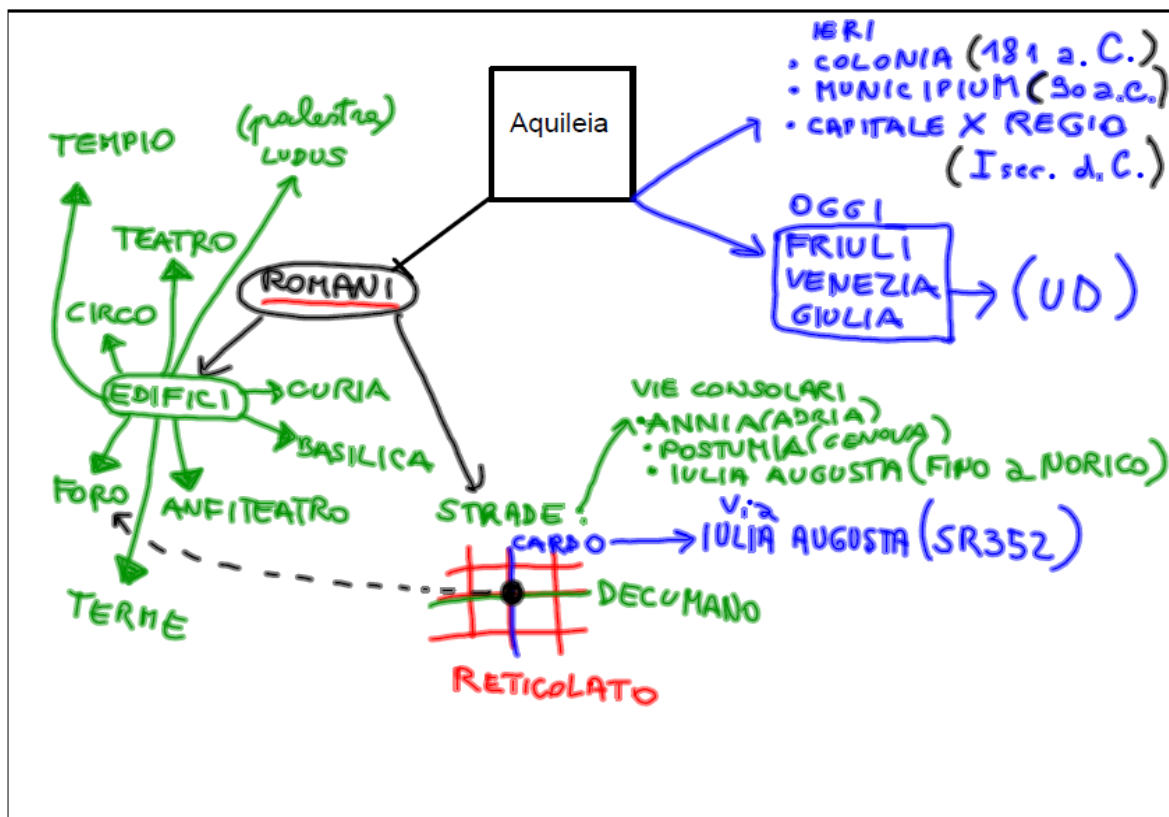 Aquileia
IERI
• COLONIA (181 a.C.)
• MUNICIPIUM (90 a.C.)
• CAPITALE X REGIO
(I sec. d.C.)
OGGI
FRIULI
VENEZIA
GIULIA
(UD)
ROMANI
EDIFICI
TEMPIO
(palestra)
LUDUS
TEATRO
CIRCO
CURIA
BASILICA
FORO
ANFITEATRO
TERME
STRADE:
VIE CONSOLARI
• ANNIA (ADRIA)
• POSTUMIA (GENOVA)
• IULIA AUGUSTA (FINO a NORICO)
CARDO
Via
IULIA AUGUSTA (SR352)
DECUMANO
RETICOLATO